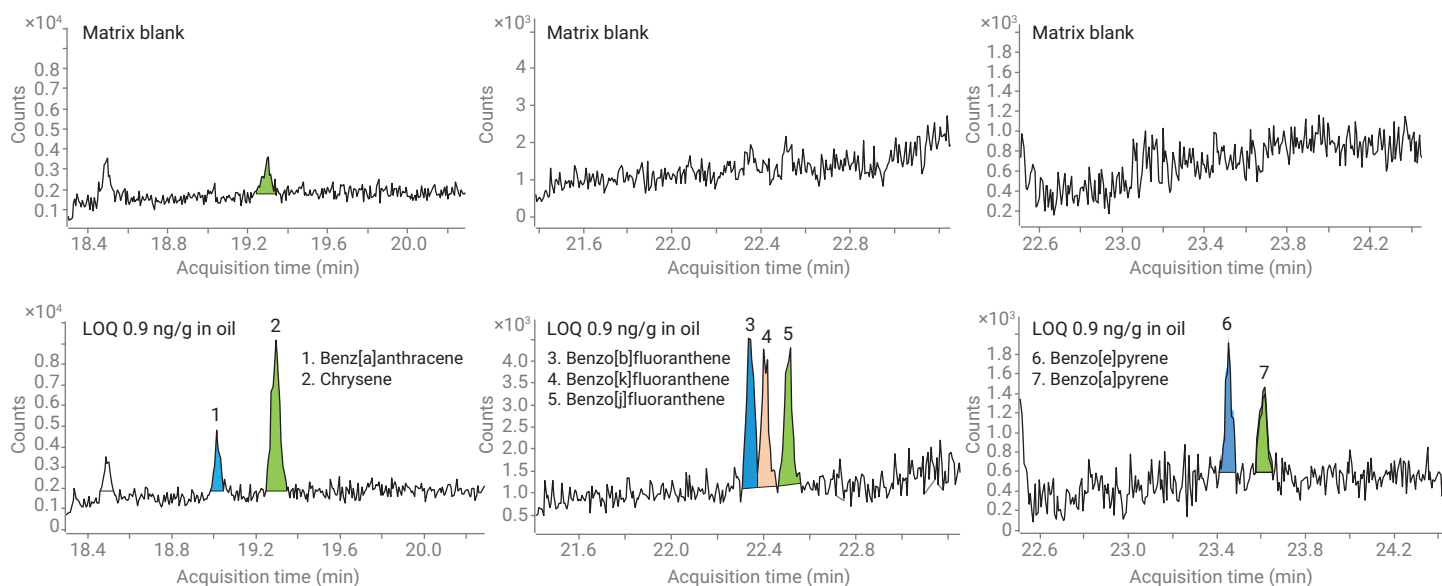 ×10⁴
Matrix blank
0.8
0.7
0.6
0.5
0.4
0.3
0.2
0.1
Counts
18.4 18.8 19.2 19.6 20.0
Acquisition time (min)
×10³
Matrix blank
4
3
2
1
0
Counts
21.6 22.0 22.4 22.8
Acquisition time (min)
×10³
Matrix blank
1.8
1.6
1.4
1.2
1.0
0.8
0.6
0.4
0.2
Counts
22.6 23.0 23.4 23.8 24.2
Acquisition time (min)
×10⁴
LOQ 0.9 ng/g in oil
1
2
1. Benz[a]anthracene
2. Chrysene
0.8
0.7
0.6
0.5
0.4
0.3
0.2
0.1
0
Counts
18.4 18.8 19.2 19.6 20.0
Acquisition time (min)
×10³
LOQ 0.9 ng/g in oil
3 4 5
3. Benzo[b]fluoranthene
4. Benzo[k]fluoranthene
5. Benzo[j]fluoranthene
4.0
3.5
3.0
2.5
2.0
1.5
1.0
0.5
Counts
21.6 22.0 22.4 22.8
Acquisition time (min)
×10³
LOQ 0.9 ng/g in oil
6
7
6. Benzo[e]pyrene
7. Benzo[a]pyrene
1.8
1.6
1.4
1.2
1.0
0.8
0.6
0.4
0.2
0
Counts
22.6 23.0 23.4 23.8 24.2
Acquisition time (min)